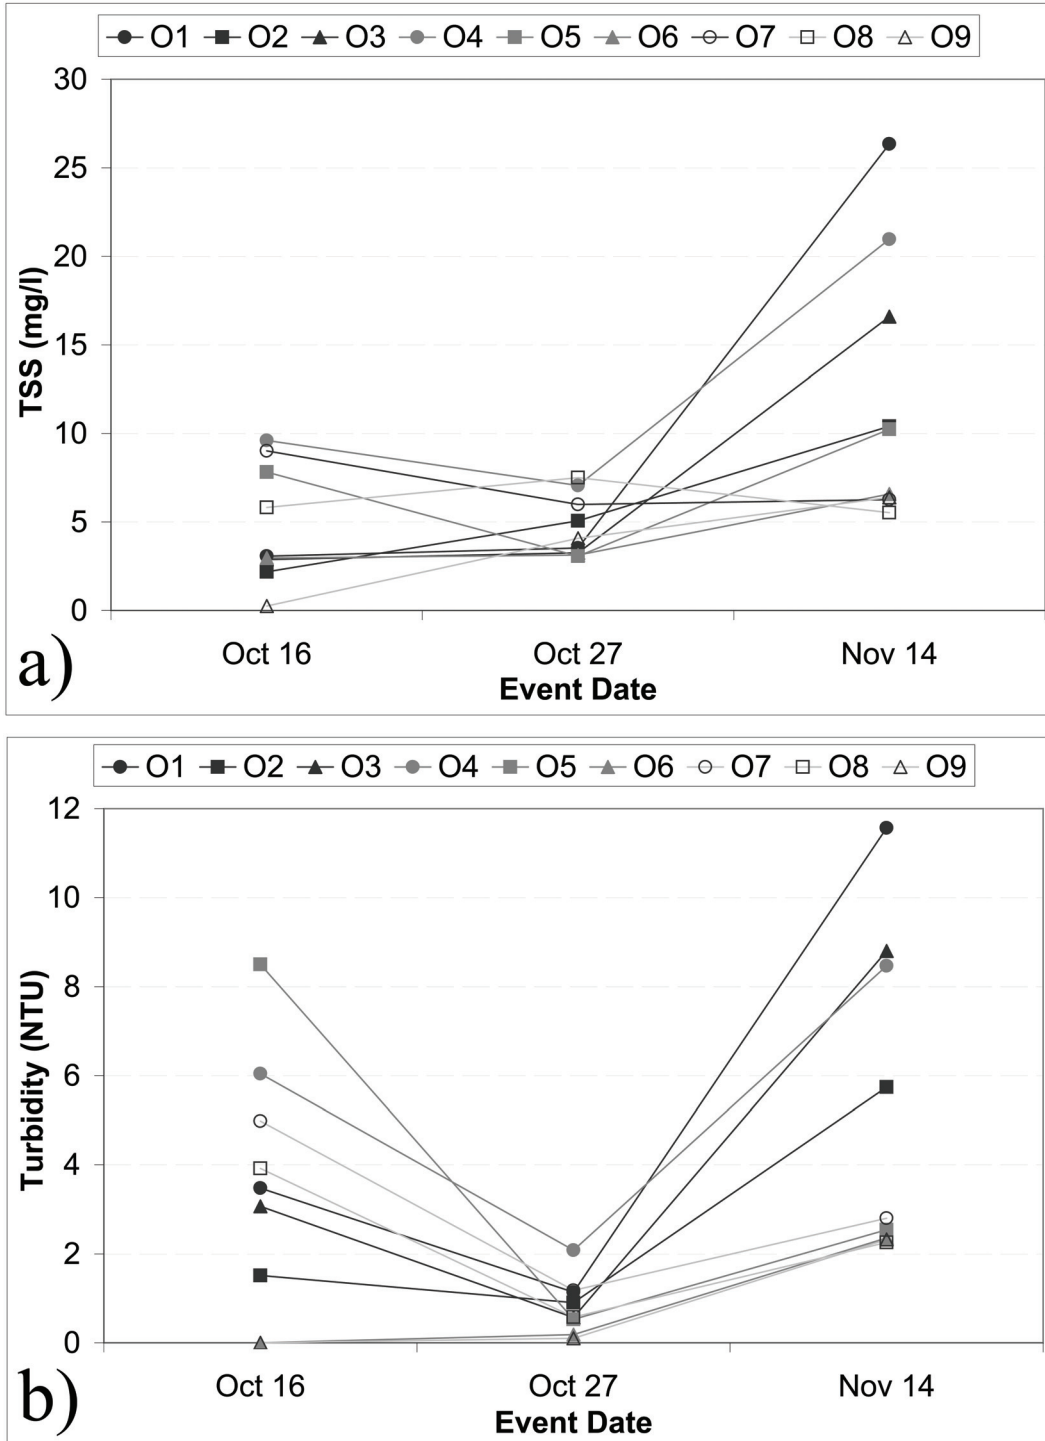 O1 O2 O3 O4 O5 O6 O7 O8 O9
30
25
20
15
10
5
0
TSS (mg/l)
Oct 16 Oct 27 Nov 14
Event Date
a)
O1 O2 O3 O4 O5 O6 O7 O8 O9
12
10
8
6
4
2
0
Turbidity (NTU)
Oct 16 Oct 27 Nov 14
Event Date
b)